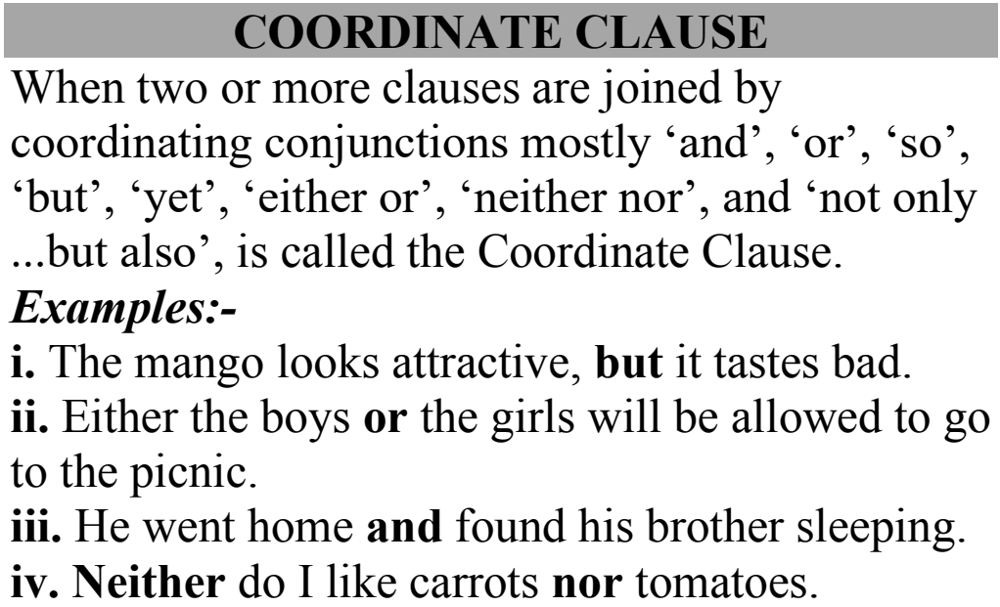 COORDINATE CLAUSE
When two or more clauses are joined by
coordinating conjunctions mostly ‘and’, ‘or’, ‘so’,
‘but’, ‘yet’, ‘either or’, ‘neither nor’, and ‘not only
...but also’, is called the Coordinate Clause.
Examples:-
i. The mango looks attractive, but it tastes bad.
ii. Either the boys or the girls will be allowed to go
to the picnic.
iii. He went home and found his brother sleeping.
iv. Neither do I like carrots nor tomatoes.